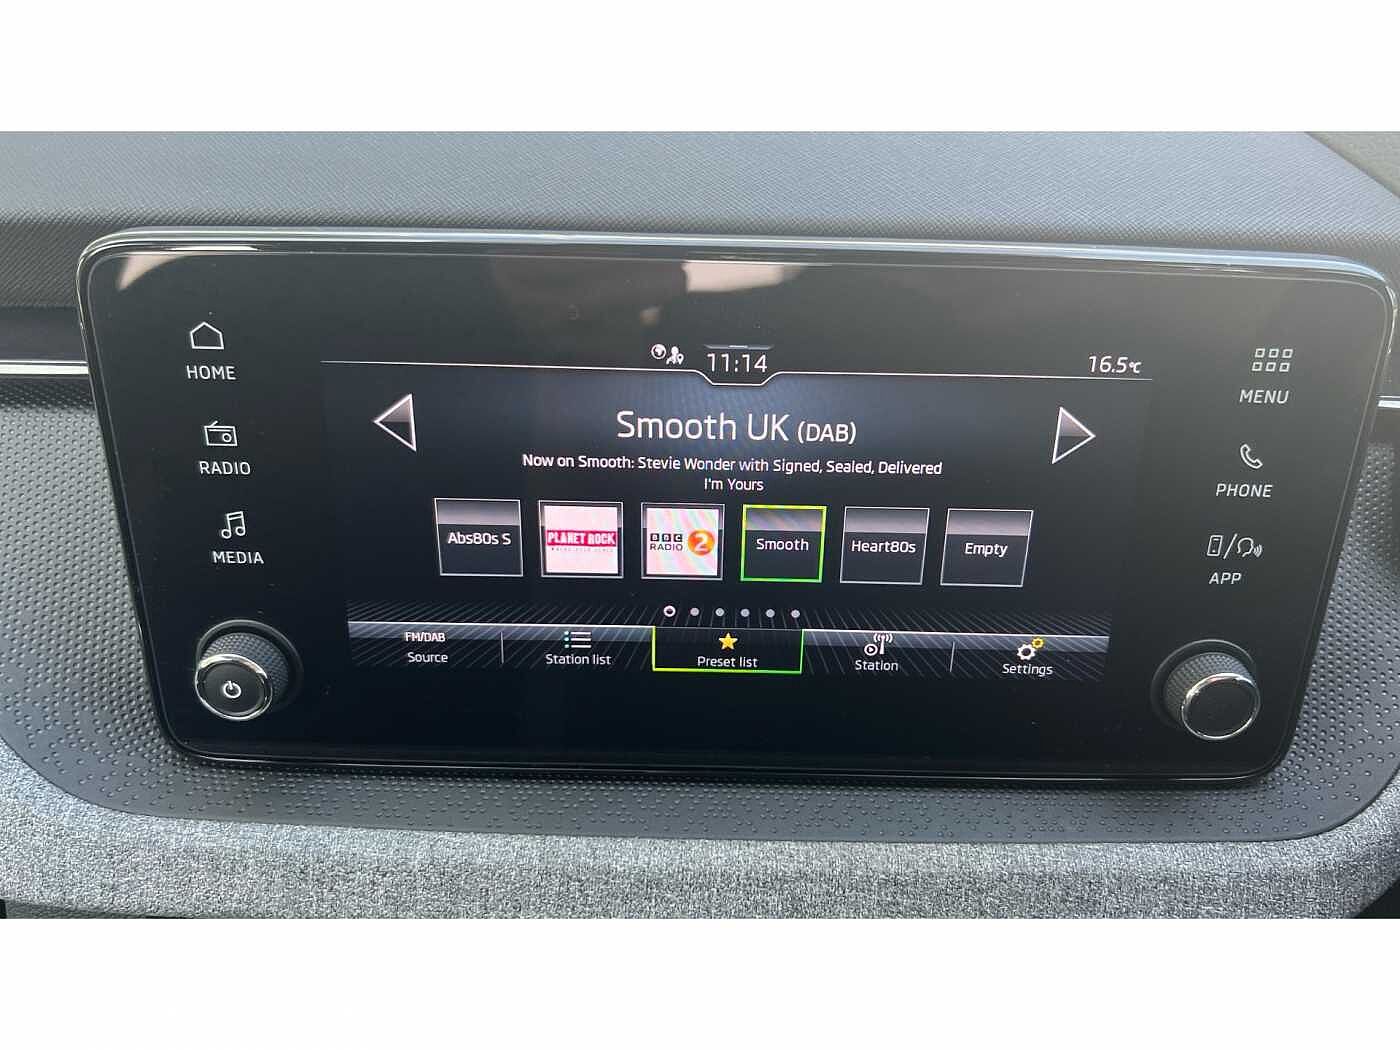 HOME
RADIO
MEDIA
11:14
16.5°C
Smooth UK (DAB)
Now on Smooth: Stevie Wonder with Signed, Sealed, Delivered
I'm Yours
Abs80s S
PLANET ROCK
BBC
RADIO 2
Smooth
Heart80s
Empty
FM/DAB
Source
Station list
Preset list
Station
Settings
MENU
PHONE
APP